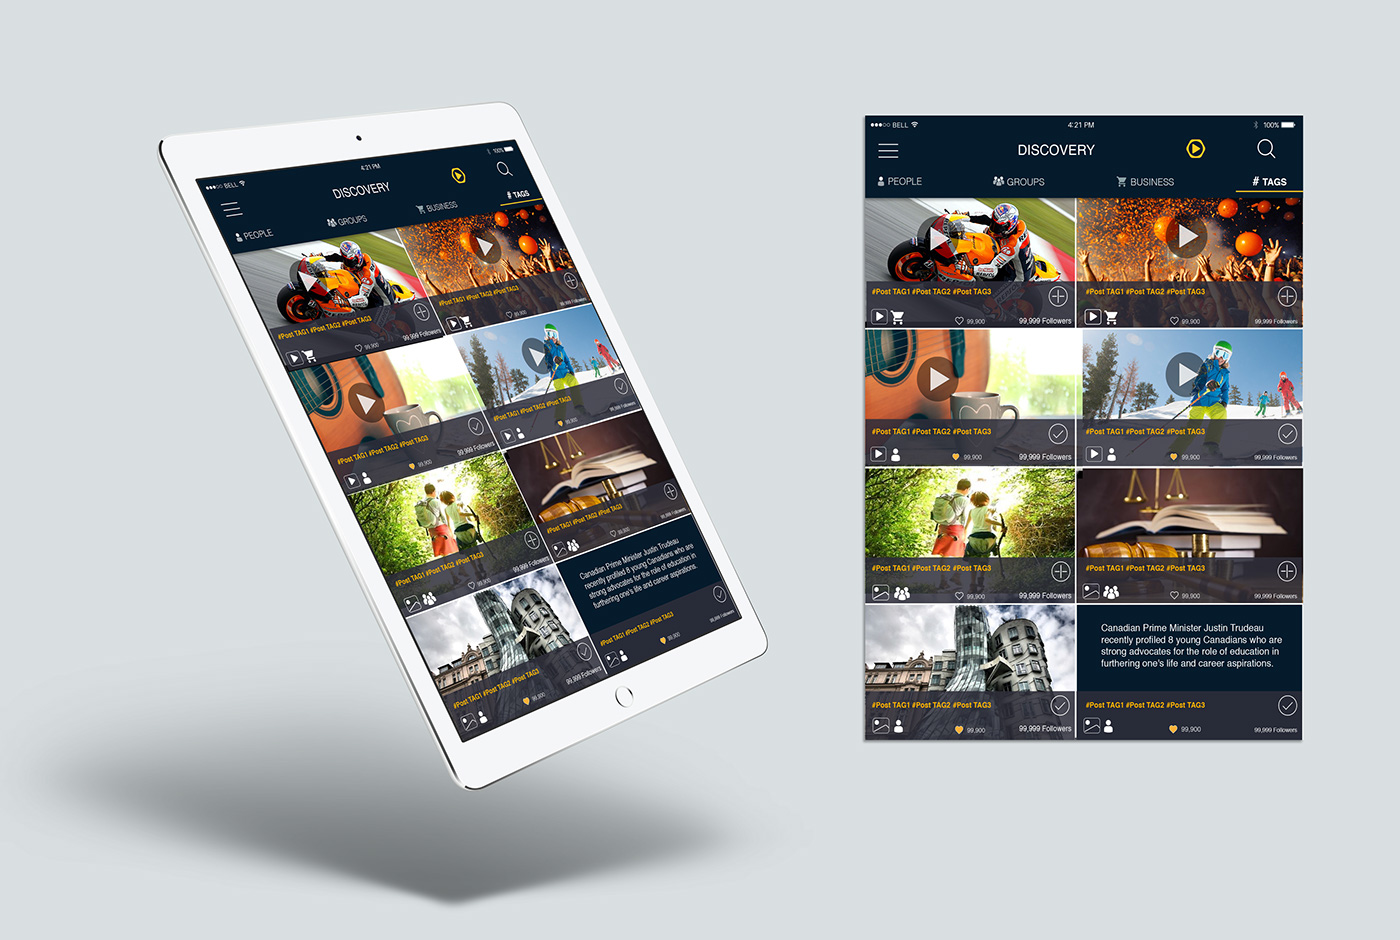 ●●●○○ BELL
4:21 PM
100%
DISCOVERY
PEOPLE
GROUPS
BUSINESS
# TAGS
#Post TAG1 #Post TAG2 #Post TAG3
99,900
99,999 Followers
#Post TAG1 #Post TAG2 #Post TAG3
99,900
99,999 Followers
#Post TAG1 #Post TAG2 #Post TAG3
99,900
99,999 Followers
#Post TAG1 #Post TAG2 #Post TAG3
99,900
99,999 Followers
#Post TAG1 #Post TAG2 #Post TAG3
99,900
99,999 Followers
#Post TAG1 #Post TAG2 #Post TAG3
99,900
99,999 Followers
#Post TAG1 #Post TAG2 #Post TAG3
99,900
99,999 Followers
Canadian Prime Minister Justin Trudeau
recently profiled 8 young Canadians who are
strong advocates for the role of education in
furthering one's life and career aspirations.
#Post TAG1 #Post TAG2 #Post TAG3
99,900
99,999 Followers
●●●○○ BELL 4:21 PM 100%
DISCOVERY
PEOPLE GROUPS BUSINESS # TAGS
#Post TAG1 #Post TAG2 #Post TAG3 #Post TAG1 #Post TAG2 #Post TAG3
99,900 99,999 Followers 99,900 99,999 Followers
#Post TAG1 #Post TAG2 #Post TAG3 #Post TAG1 #Post TAG2 #Post TAG3
99,900 99,999 Followers 99,900 99,999 Followers
#Post TAG1 #Post TAG2 #Post TAG3 #Post TAG1 #Post TAG2 #Post TAG3
99,900 99,999 Followers 99,900 99,999 Followers
Canadian Prime Minister Justin Trudeau
recently profiled 8 young Canadians who are
strong advocates for the role of education in
furthering one's life and career aspirations.
#Post TAG1 #Post TAG2 #Post TAG3 #Post TAG1 #Post TAG2 #Post TAG3
99,900 99,999 Followers 99,900 99,999 Followers